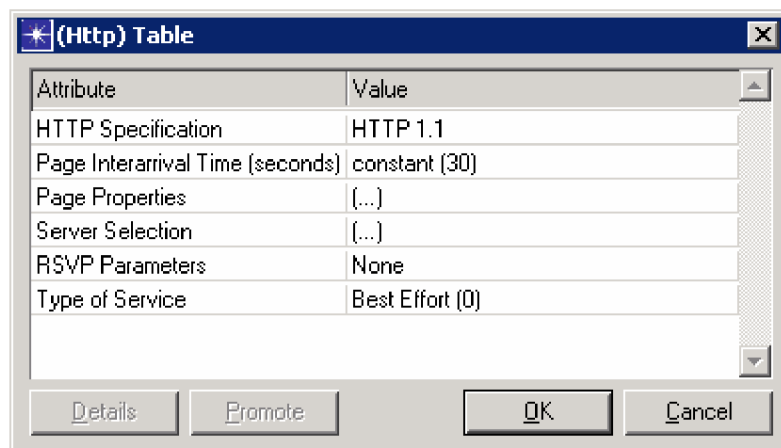 (Http) Table
Attribute Value
HTTP Specification HTTP 1.1
Page Interarrival Time (seconds) constant (30)
Page Properties (...)
Server Selection (...)
RSVP Parameters None
Type of Service Best Effort (0)
Details Promote OK Cancel